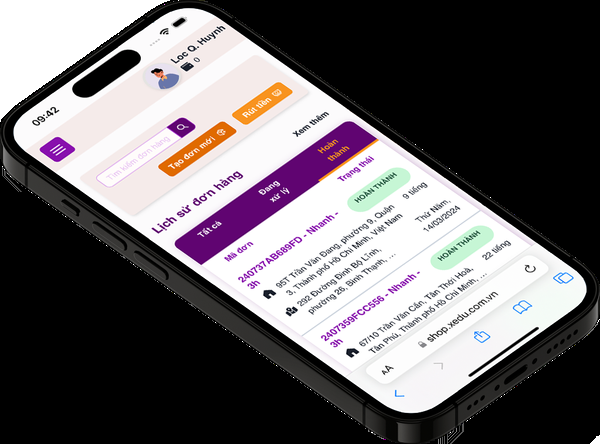 09:42
Loc Q. Huynh
0
Tìm kiếm đơn hàng
Tạo đơn mới
Rút tiền
Lịch sử đơn hàng
Xem thêm
Tất cả
Đang
xử lý
Hoàn
thành
Mã đơn
Trạng thái
240737AB689FD - Nhanh -
3h
HOÀN THÀNH
95T Trần Văn Đang, phường 9, Quận
3, Thành phố Hồ Chí Minh, Việt Nam
292 Đường Đinh Bộ Lĩnh,
phường 26, Bình Thạnh, ...
9 tiếng
Thứ Năm,
14/03/2024
2407359FCC556 - Nhanh -
3h
HOÀN THÀNH
67/10 Trần Văn Cẩn, Tân Thới Hoà,
Tân Phú, Thành phố Hồ Chí Minh, ...
22 tiếng
AA
shop.xedu.com.vn